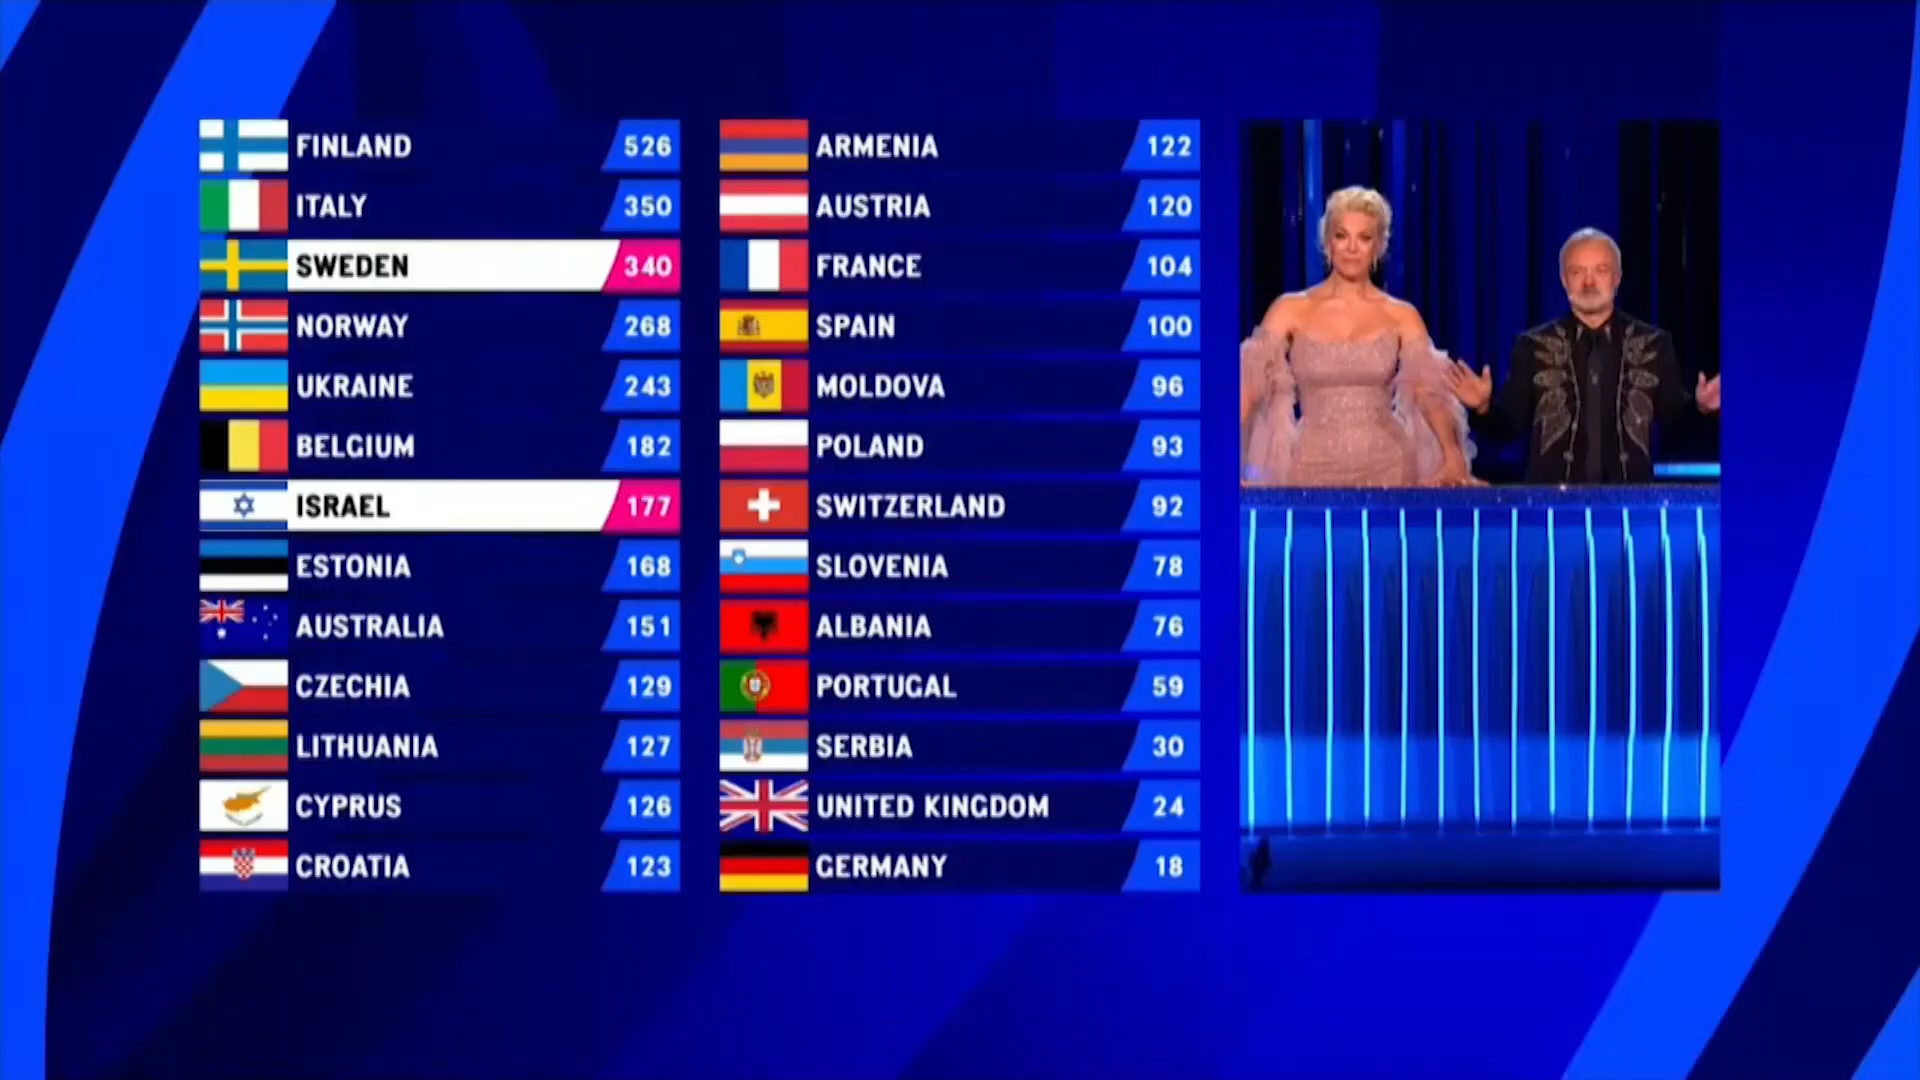 FINLAND 526
ITALY 350
SWEDEN 340
NORWAY 268
UKRAINE 243
BELGIUM 182
ISRAEL 177
ESTONIA 168
AUSTRALIA 151
CZECHIA 129
LITHUANIA 127
CYPRUS 126
CROATIA 123
ARMENIA 122
AUSTRIA 120
FRANCE 104
SPAIN 100
MOLDOVA 96
POLAND 93
SWITZERLAND 92
SLOVENIA 78
ALBANIA 76
PORTUGAL 59
SERBIA 30
UNITED KINGDOM 24
GERMANY 18